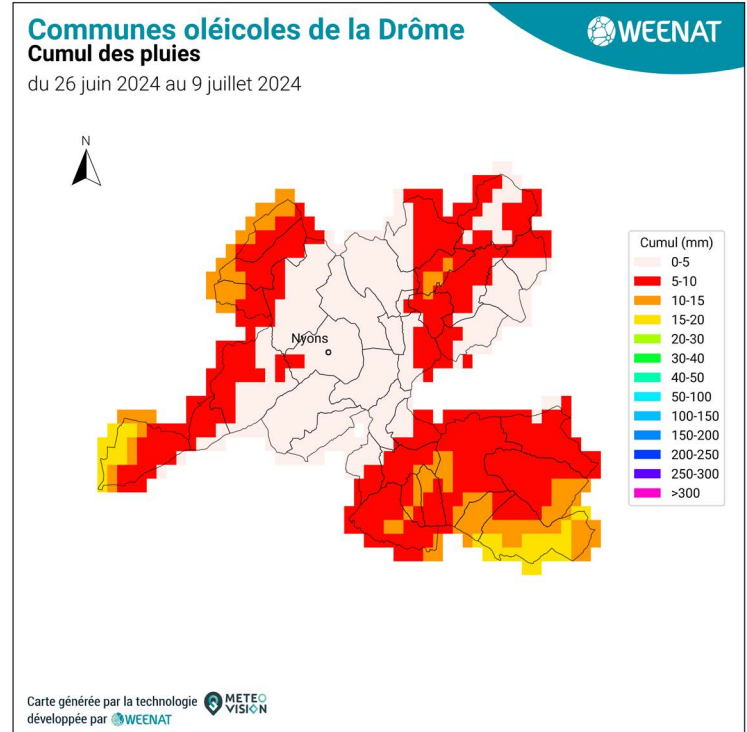 Communes oléicoles de la Drôme
Cumul des pluies
du 26 juin 2024 au 9 juillet 2024
WEENAT
N
Nyons
Cumul (mm)
0-5
5-10
10-15
15-20
20-30
30-40
40-50
50-100
100-150
150-200
200-250
250-300
>300
Carte générée par la technologie METEO VISION
développée par WEENAT